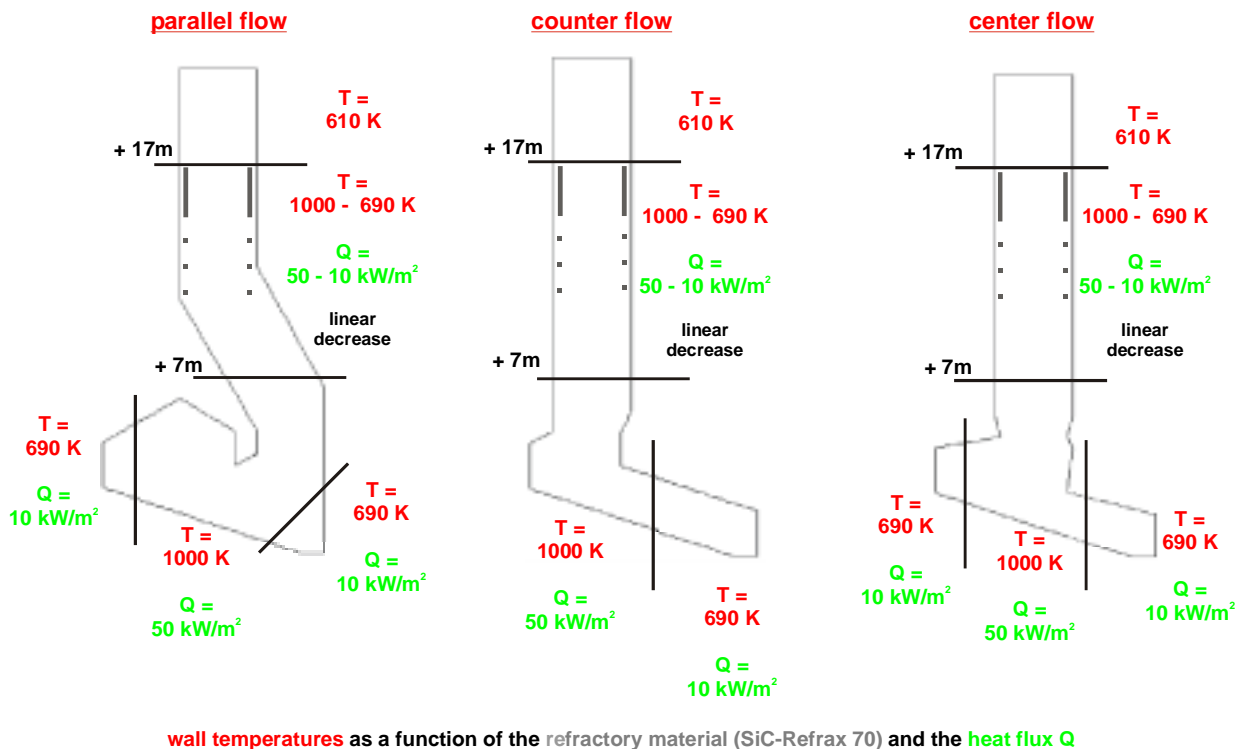 parallel flow
T =
610 K
+ 17m
T =
1000 - 690 K
Q =
50 - 10 kW/m²
linear
decrease
+ 7m
T =
690 K
Q =
10 kW/m²
T =
1000 K
Q =
50 kW/m²
T =
690 K
Q =
10 kW/m²
counter flow
T =
610 K
+ 17m
T =
1000 - 690 K
Q =
50 - 10 kW/m²
linear
decrease
+ 7m
T =
1000 K
Q =
50 kW/m²
T =
690 K
Q =
10 kW/m²
center flow
T =
610 K
+ 17m
T =
1000 - 690 K
Q =
50 - 10 kW/m²
linear
decrease
+ 7m
T =
690 K
Q =
10 kW/m²
T =
1000 K
Q =
50 kW/m²
T =
690 K
Q =
10 kW/m²
wall temperatures as a function of the refractory material (SiC-Refrax 70) and the heat flux Q